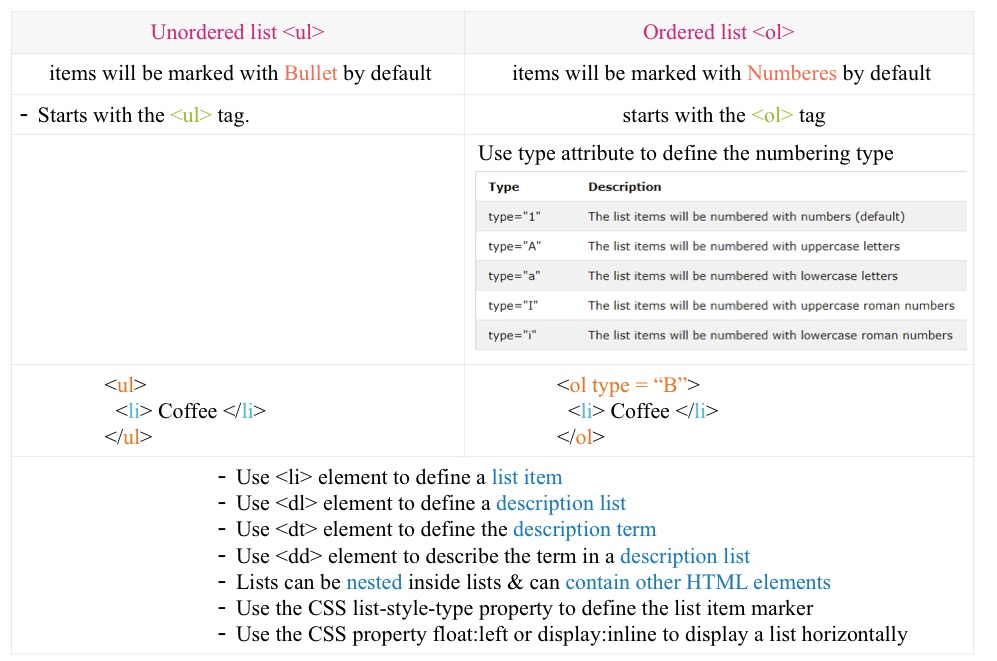 Unordered list <ul>
Ordered list <ol>
items will be marked with Bullet by default
items will be marked with Numberes by default
- Starts with the <ul> tag.
starts with the <ol> tag
Use type attribute to define the numbering type
Type Description
type="1" The list items will be numbered with numbers (default)
type="A" The list items will be numbered with uppercase letters
type="a" The list items will be numbered with lowercase letters
type="I" The list items will be numbered with uppercase roman numbers
type="i" The list items will be numbered with lowercase roman numbers
<ul>
<li> Coffee </li>
</ul>
<ol type = “B”>
<li> Coffee </li>
</ol>
- Use <li> element to define a list item
- Use <dl> element to define a description list
- Use <dt> element to define the description term
- Use <dd> element to describe the term in a description list
- Lists can be nested inside lists & can contain other HTML elements
- Use the CSS list-style-type property to define the list item marker
- Use the CSS property float:left or display:inline to display a list horizontally